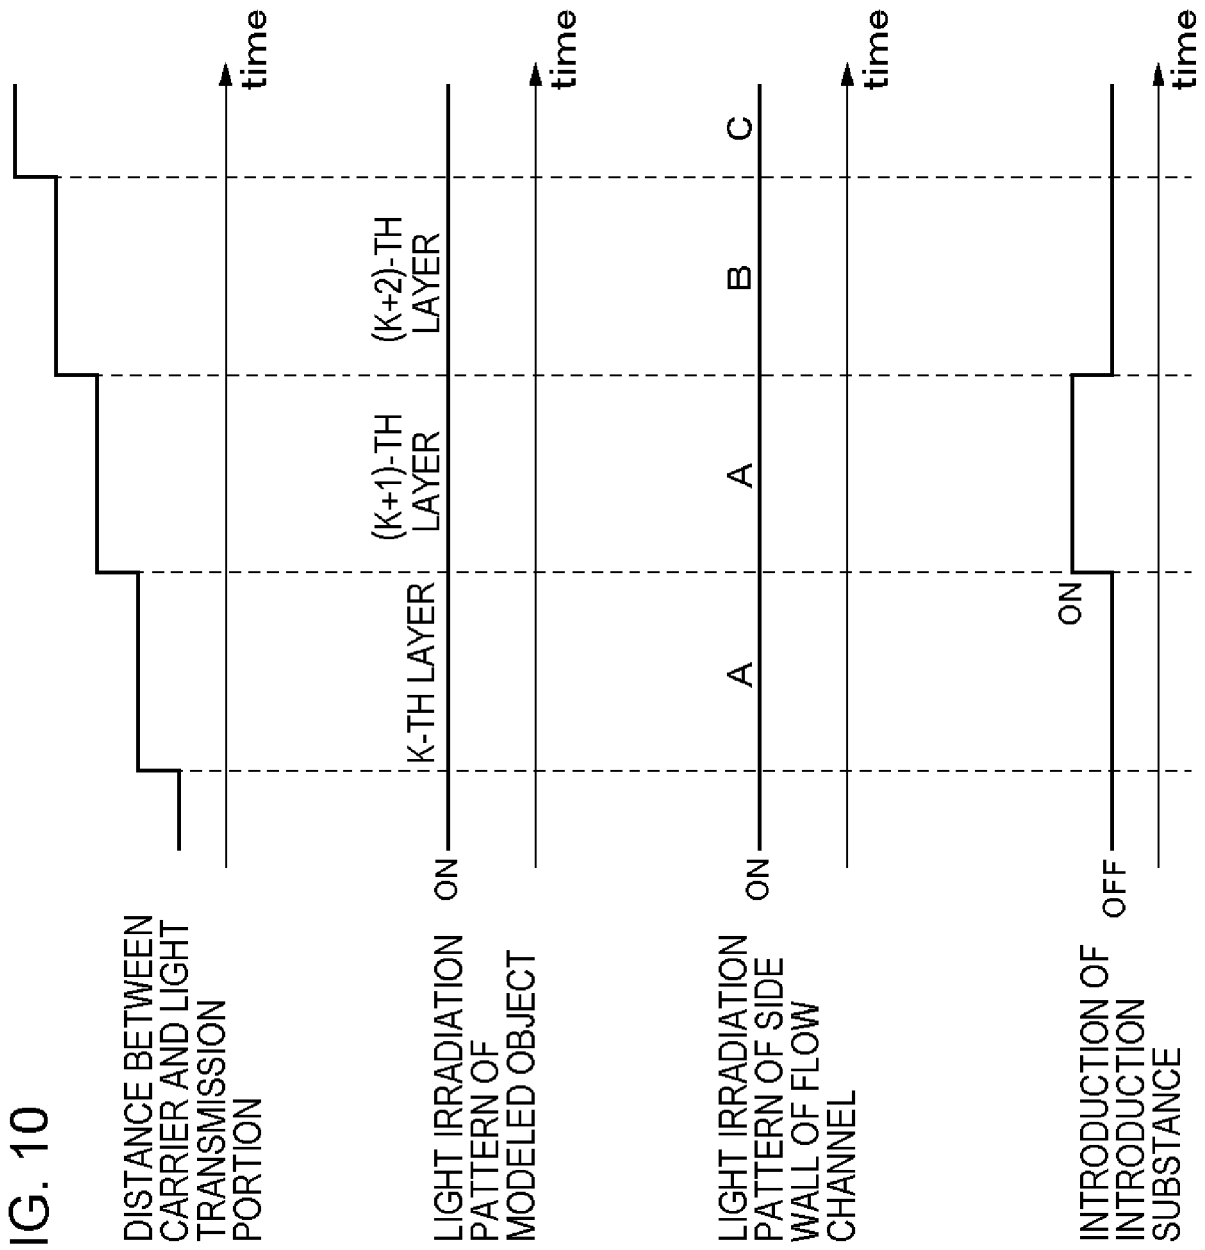 IG. 10
DISTANCE BETWEEN
CARRIER AND LIGHT
TRANSMISSION
PORTION
time
LIGHT IRRADIATION
PATTERN OF
MODELED OBJECT
ON
K-TH LAYER
(K+1)-TH
LAYER
(K+2)-TH
LAYER
time
LIGHT IRRADIATION
PATTERN OF SIDE
WALL OF FLOW
CHANNEL
ON
A
A
B
C
time
INTRODUCTION OF
INTRODUCTION
SUBSTANCE
OFF
ON
time